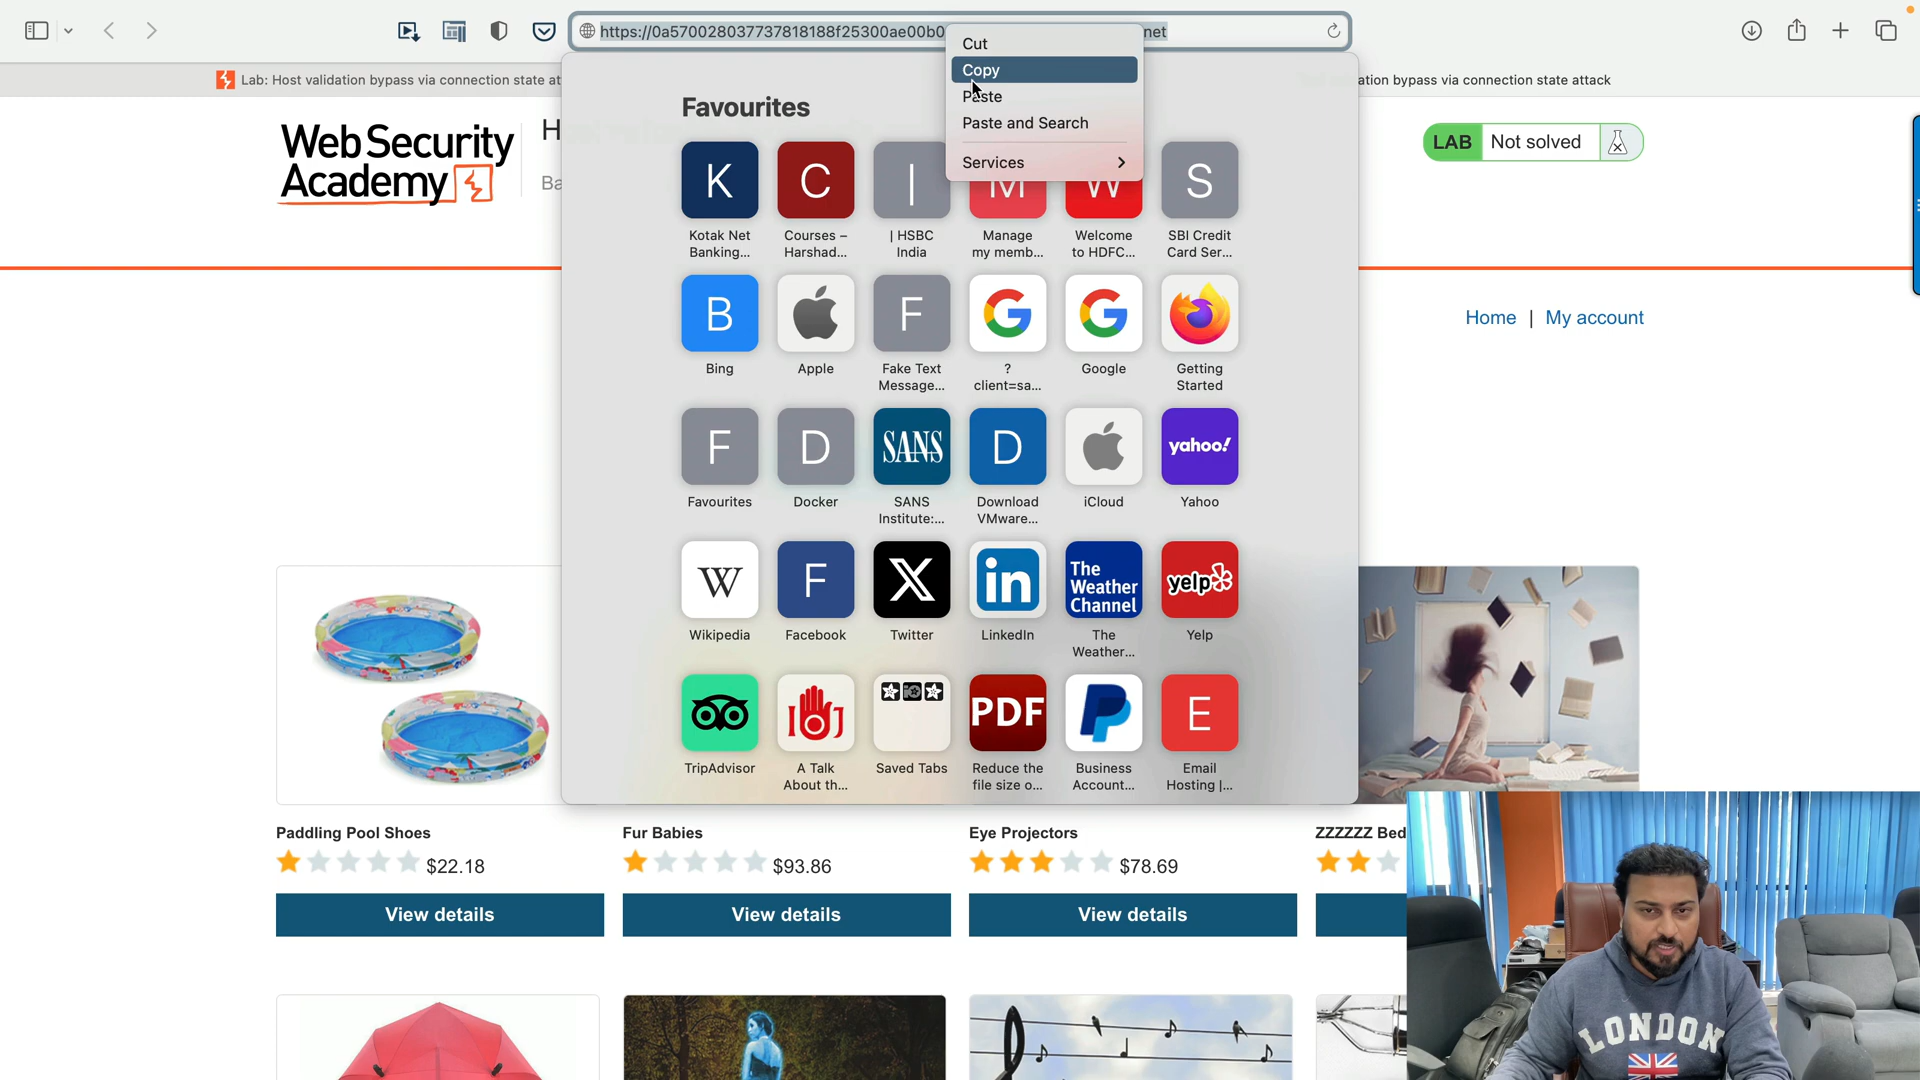 https://0a570028037737818188f25300ae00b0
net
Cut
Copy
Paste
Paste and Search
Services
Lab: Host validation bypass via connection state at
ation bypass via connection state attack
Web Security
Academy
H
Ba
LAB
Not solved
Home | My account
Favourites
K
C
|
M
W
S
Kotak Net
Banking...
Courses –
Harshad...
| HSBC
India
Manage
my memb...
Welcome
to HDFC...
SBI Credit
Card Ser...
B
F
Bing
Apple
Fake Text
Message...
?
client=sa...
Google
Getting
Started
F
D
SANS
D
yahoo!
Favourites
Docker
SANS
Institute:...
Download
VMware...
iCloud
Yahoo
W
F
X
in
The
Weather
Channel
yelp
Wikipedia
Facebook
Twitter
LinkedIn
The
Weather...
Yelp
PDF
E
TripAdvisor
A Talk
About th...
Saved Tabs
Reduce the
file size o...
Business
Account...
Email
Hosting |...
Paddling Pool Shoes
$22.18
View details
Fur Babies
$93.86
View details
Eye Projectors
$78.69
View details
ZZZZZZ Bed
LONDON